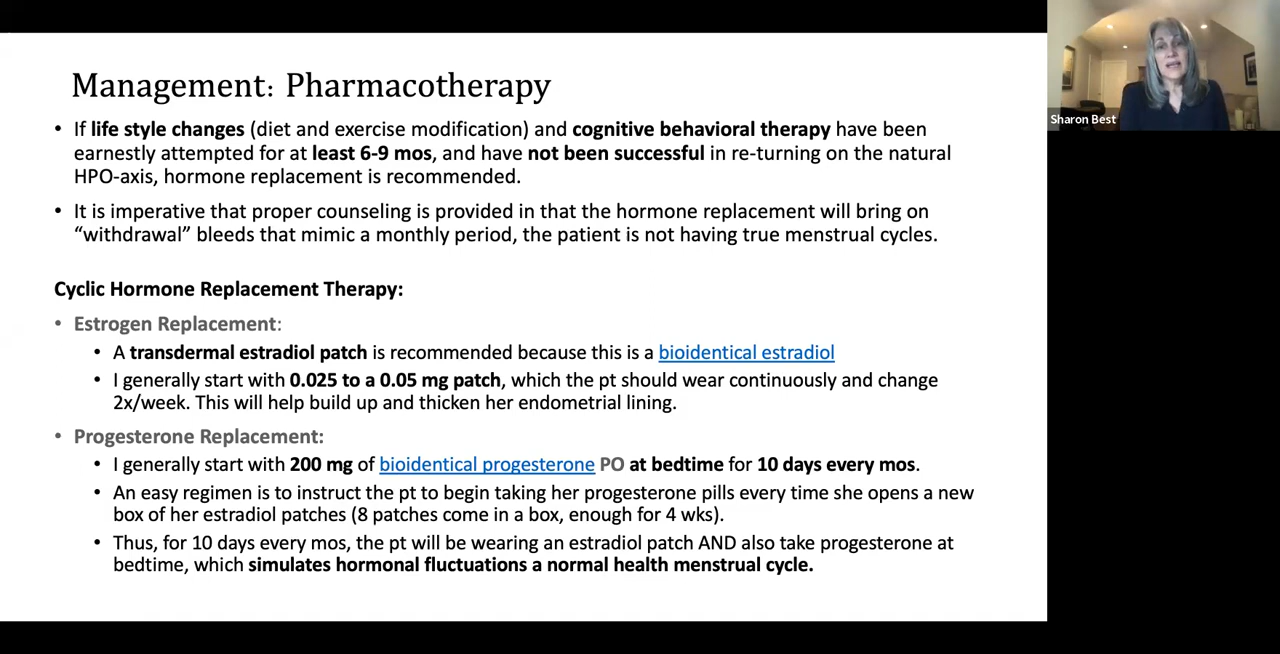 Management: Pharmacotherapy
• If life style changes (diet and exercise modification) and cognitive behavioral therapy have been
earnestly attempted for at least 6-9 mos, and have not been successful in re-turning on the natural
HPO-axis, hormone replacement is recommended.
• It is imperative that proper counseling is provided in that the hormone replacement will bring on
“withdrawal” bleeds that mimic a monthly period, the patient is not having true menstrual cycles.
Cyclic Hormone Replacement Therapy:
• Estrogen Replacement:
• A transdermal estradiol patch is recommended because this is a bioidentical estradiol
• I generally start with 0.025 to a 0.05 mg patch, which the pt should wear continuously and change
2x/week. This will help build up and thicken her endometrial lining.
• Progesterone Replacement:
• I generally start with 200 mg of bioidentical progesterone PO at bedtime for 10 days every mos.
• An easy regimen is to instruct the pt to begin taking her progesterone pills every time she opens a new
box of her estradiol patches (8 patches come in a box, enough for 4 wks).
• Thus, for 10 days every mos, the pt will be wearing an estradiol patch AND also take progesterone at
bedtime, which simulates hormonal fluctuations a normal health menstrual cycle.
Sharon Best